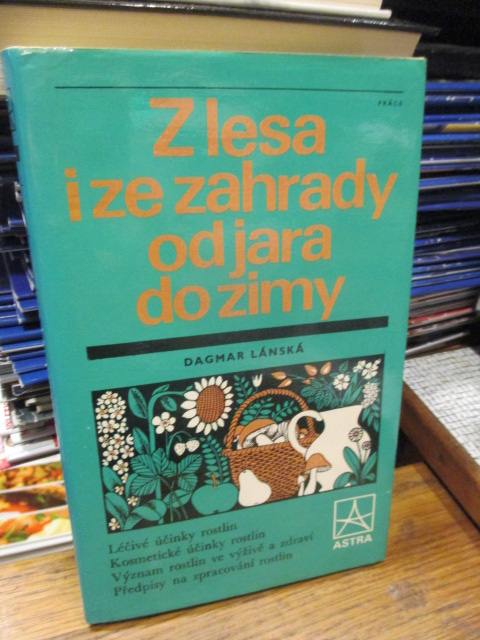 PRÁCE
Z lesa
i ze zahrady
od jara
do zimy
DAGMAR LÁNSKÁ
Léčivé účinky rostlin
Kosmetické účinky rostlin
Význam rostlin ve výživě a zdraví
Předpisy na zpracování rostlin
ASTRA